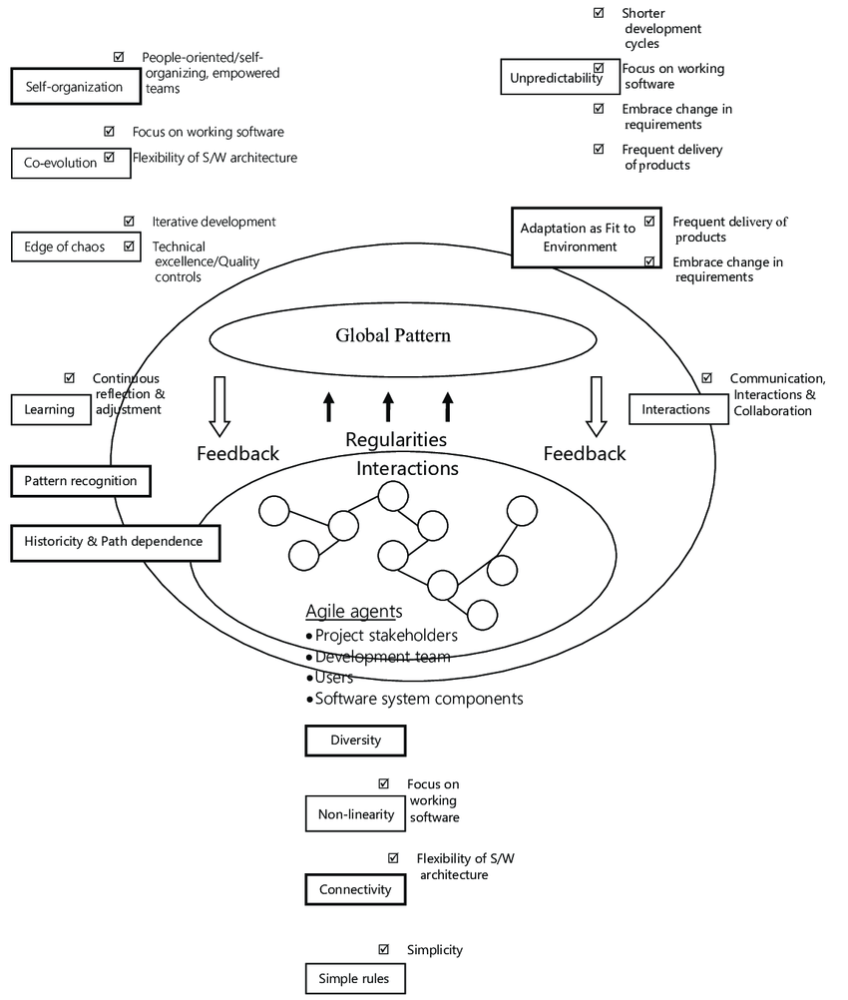 ☑ People-oriented/self-
organizing, empowered
teams
Self-organization
☑ Focus on working software
Co-evolution
☑ Flexibility of S/W architecture
☑ Iterative development
Edge of chaos
☑ Technical
excellence/Quality
controls
☑ Shorter
development
cycles
Unpredictability
☑ Focus on working
software
☑ Embrace change in
requirements
☑ Frequent delivery
of products
Adaptation as Fit to
Environment
☑ Frequent delivery of
products
☑ Embrace change in
requirements
Global Pattern
☑ Continuous
reflection &
adjustment
Learning
☑ Communication,
Interactions &
Collaboration
Interactions
Feedback
Regularities
Feedback
Interactions
Pattern recognition
Historicity & Path dependence
Agile agents
•Project stakeholders
•Development team
•Users
•Software system components
Diversity
☑ Focus on
working
software
Non-linearity
☑ Flexibility of S/W
architecture
Connectivity
☑ Simplicity
Simple rules